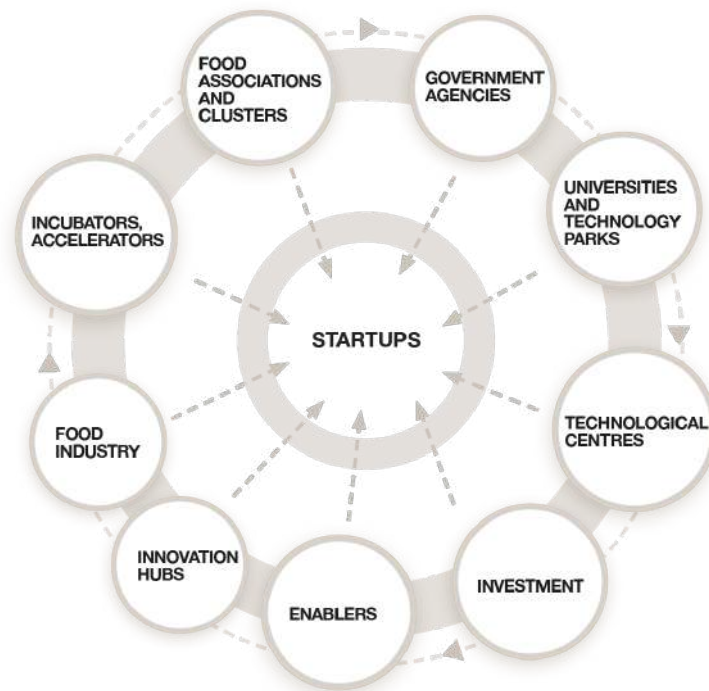 FOOD
ASSOCIATIONS
AND
CLUSTERS
GOVERNMENT
AGENCIES
UNIVERSITIES
AND
TECHNOLOGY
PARKS
INCUBATORS,
ACCELERATORS
STARTUPS
TECHNOLOGICAL
CENTRES
FOOD
INDUSTRY
INNOVATION
HUBS
INVESTMENT
ENABLERS